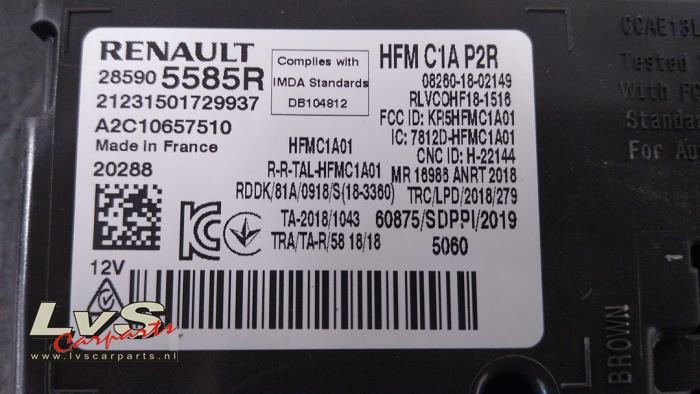 RENAULT
28590 5585R
21231501729937
A2C10657510
Made in France
20288
12V
Complies with
IMDA Standards
DB104812
HFMC1A01
R-R-TAL-HFMC1A01
RDDK/81A/0918/S(18-3360)
TA-2018/1043
TRA/TA-R/58 18/18
HFM C1A P2R
08260-18-02149
RLVCOHF18-1516
FCC ID: KR5HFMC1A01
IC: 7812D-HFMC1A01
CNC ID: H-22144
MR 16986 ANRT 2018
TRC/LPD/2018/279
60875/SDPPI/2019
5060
CCAE13L
Tested
With FC
Standa
For Au
1
BROWN
LvS
Carparts
www.lvscarparts.nl